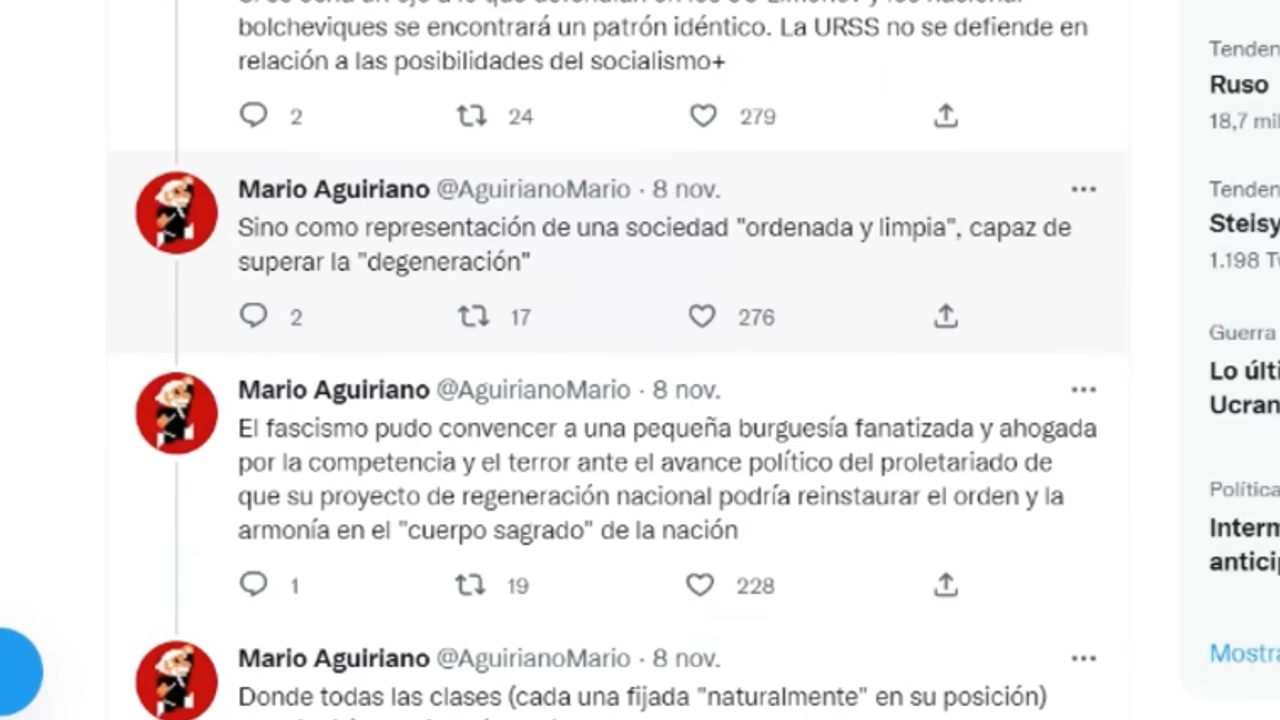 bolcheviques se encontrará un patrón idéntico. La URSS no se defiende en
relación a las posibilidades del socialismo+
2 24 279
Mario Aguiriano @AguirianoMario · 8 nov. ···
Sino como representación de una sociedad "ordenada y limpia", capaz de
superar la "degeneración"
2 17 276
Mario Aguiriano @AguirianoMario · 8 nov. ···
El fascismo pudo convencer a una pequeña burguesía fanatizada y ahogada
por la competencia y el terror ante el avance político del proletariado de
que su proyecto de regeneración nacional podría reinstaurar el orden y la
armonía en el "cuerpo sagrado" de la nación
1 19 228
Mario Aguiriano @AguirianoMario · 8 nov. ···
Donde todas las clases (cada una fijada "naturalmente" en su posición)
Tenden
Ruso
18,7 mil
Tenden
Steisy
1.198 Tw
Guerra
Lo últi
Ucran
Política
Interm
anticip
Mostra